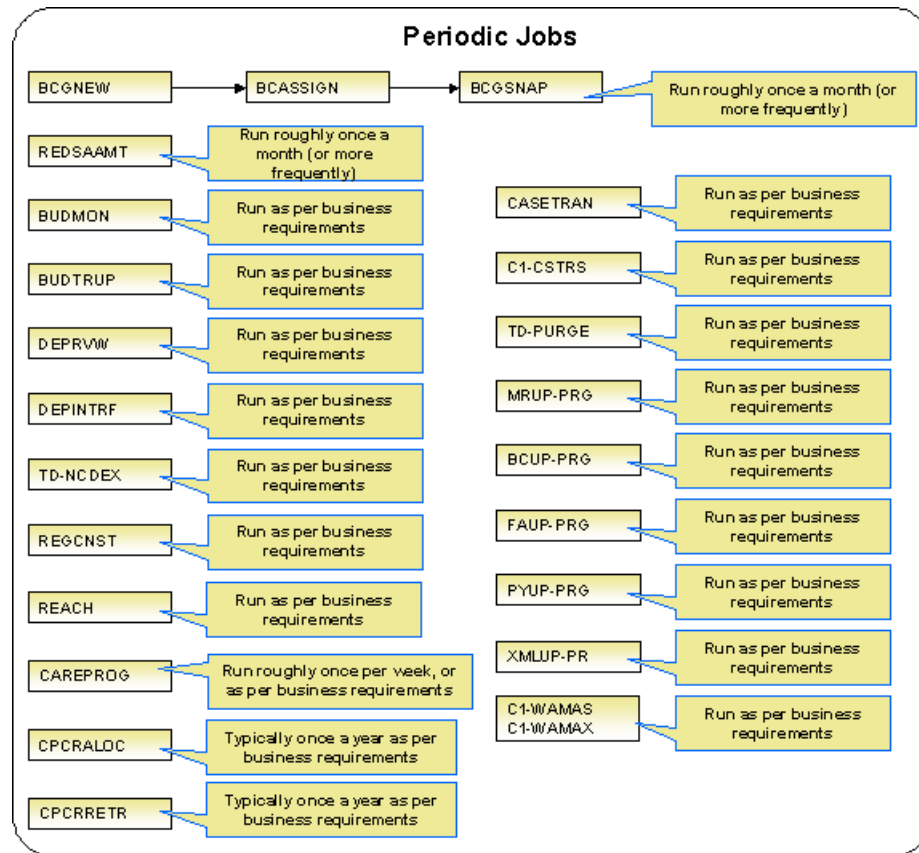 Periodic Jobs
BCGNEW
BCASSIGN
BCGSNAP
Run roughly once a month (or
more frequently)
REDSAAMT
Run roughly once a
month (or more
frequently)
BUDMON
Run as per business
requirements
BUDTRUP
Run as per business
requirements
DEPRVW
Run as per business
requirements
DEPINTRF
Run as per business
requirements
TD-NCDEX
Run as per business
requirements
REGCNST
Run as per business
requirements
REACH
Run as per business
requirements
CAREPROG
Run roughly once per week, or
as per business requirements
CPCRALOC
Typically once a year as per
business requirements
CPCRRETR
Typically once a year as per
business requirements
CASETRAN
Run as per business
requirements
C1-CSTRS
Run as per business
requirements
TD-PURGE
Run as per business
requirements
MRUP-PRG
Run as per business
requirements
BCUP-PRG
Run as per business
requirements
FAUP-PRG
Run as per business
requirements
PYUP-PRG
Run as per business
requirements
XMLUP-PR
Run as per business
requirements
C1-WAMAS
C1-WAMAX
Run as per business
requirements